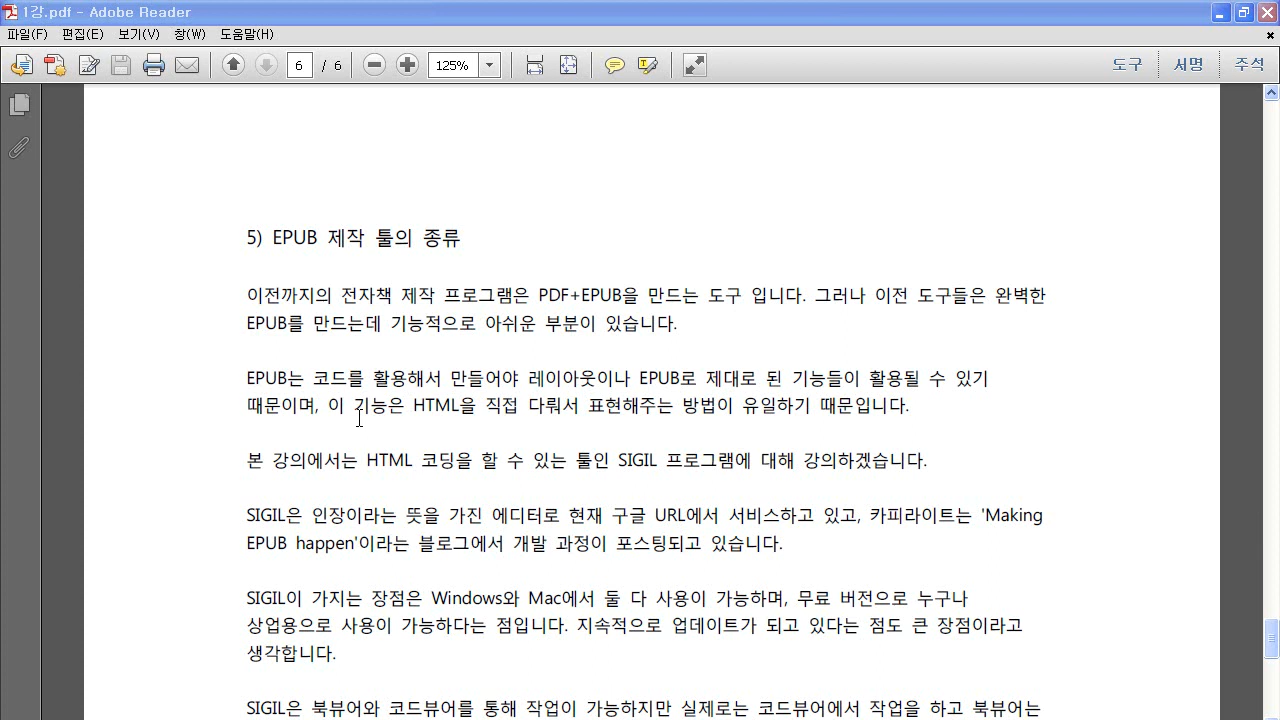 1강.pdf - Adobe Reader
파일(F) 편집(E) 보기(V) 창(W) 도움말(H)
6 / 6 125% 도구 서명 주석
5) EPUB 제작 툴의 종류
이전까지의 전자책 제작 프로그램은 PDF+EPUB을 만드는 도구 입니다. 그러나 이전 도구들은 완벽한
EPUB를 만드는데 기능적으로 아쉬운 부분이 있습니다.
EPUB는 코드를 활용해서 만들어야 레이아웃이나 EPUB로 제대로 된 기능들이 활용될 수 있기
때문이며, 이 기능은 HTML을 직접 다뤄서 표현해주는 방법이 유일하기 때문입니다.
본 강의에서는 HTML 코딩을 할 수 있는 툴인 SIGIL 프로그램에 대해 강의하겠습니다.
SIGIL은 인장이라는 뜻을 가진 에디터로 현재 구글 URL에서 서비스하고 있고, 카피라이트는 'Making
EPUB happen'이라는 블로그에서 개발 과정이 포스팅되고 있습니다.
SIGIL이 가지는 장점은 Windows와 Mac에서 둘 다 사용이 가능하며, 무료 버전으로 누구나
상업용으로 사용이 가능하다는 점입니다. 지속적으로 업데이트가 되고 있다는 점도 큰 장점이라고
생각합니다.
SIGIL은 북뷰어와 코드뷰어를 통해 작업이 가능하지만 실제로는 코드뷰어에서 작업을 하고 북뷰어는